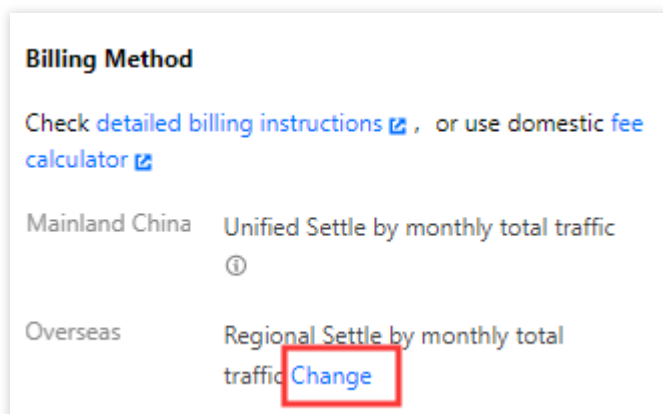 Billing Method
Check detailed billing instructions , or use domestic fee
calculator
Mainland China
Unified Settle by monthly total traffic
Overseas
Regional Settle by monthly total
traffic Change